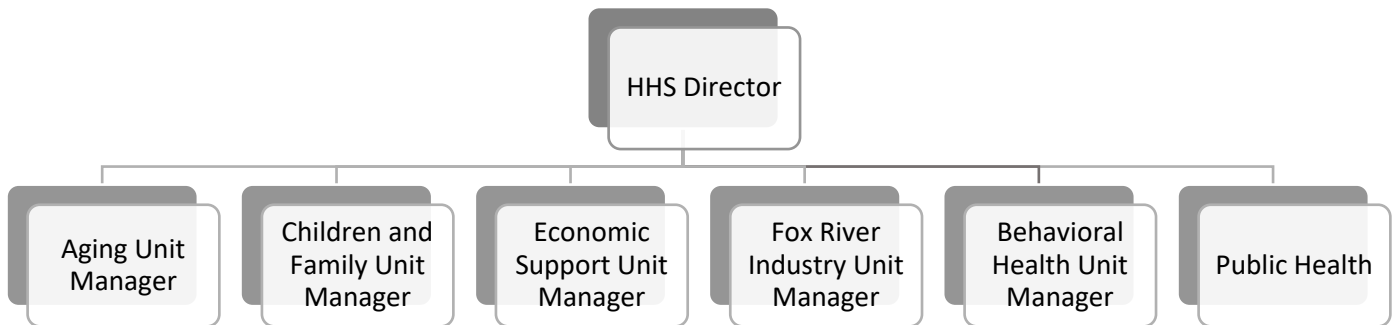 HHS Director
Aging Unit
Manager
Children and
Family Unit
Manager
Economic
Support Unit
Manager
Fox River
Industry Unit
Manager
Behavioral
Health Unit
Manager
Public Health